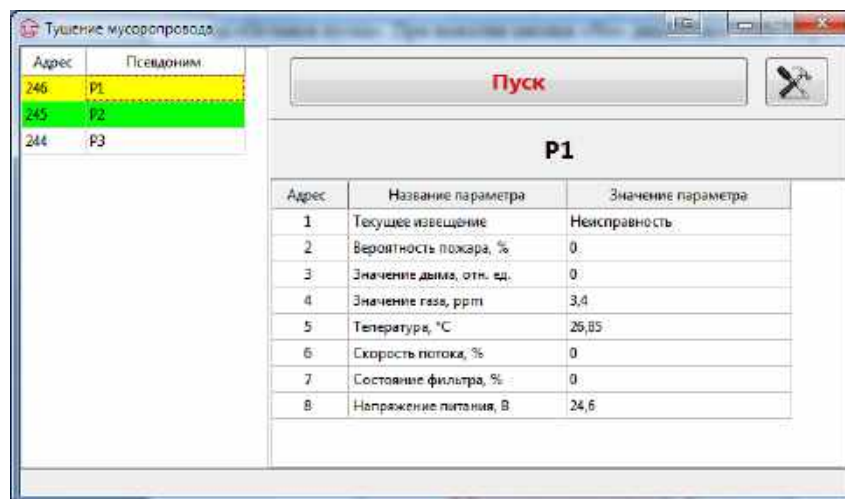 Тушение мусоропровода
Адрес Псевдоним
246 P1
245 P2
244 P3
Пуск
P1
Адрес Название параметра Значение параметра
1 Текущее извещение Неисправность
2 Вероятность пожара, % 0
3 Значение дыма, отн. ед. 0
4 Значение газа, ppm 3,4
5 Температура, °C 26,85
6 Скорость потока, % 0
7 Состояние фильтра, % 0
8 Напряжение питания, В 24,6